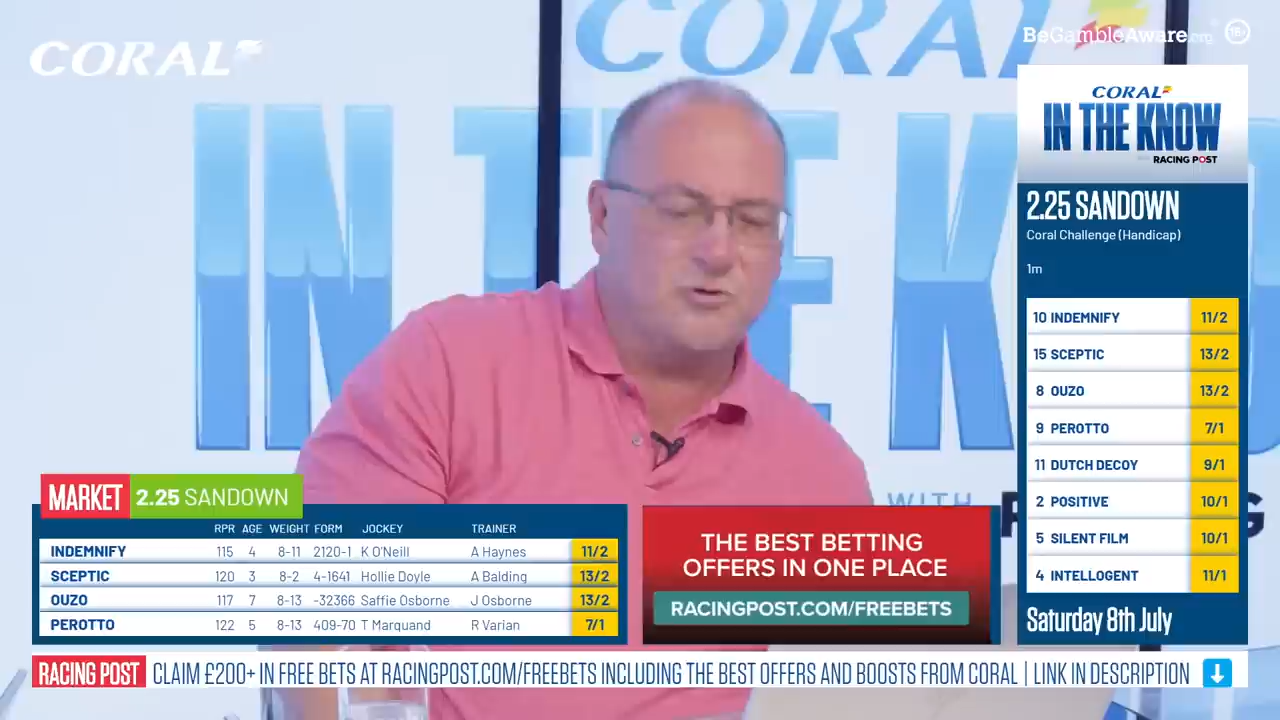 CORAL
CORAL
BeGambleAware.org
18+
IN THE K
WITH
CORAL
IN THE KNOW
WITH RACING POST
2.25 SANDOWN
Coral Challenge (Handicap)
1m
10 INDEMNIFY 11/2
15 SCEPTIC 13/2
8 OUZO 13/2
9 PEROTTO 7/1
11 DUTCH DECOY 9/1
2 POSITIVE 10/1
5 SILENT FILM 10/1
4 INTELLOGENT 11/1
Saturday 8th July
MARKET 2.25 SANDOWN
RPR AGE WEIGHT FORM JOCKEY TRAINER
INDEMNIFY 115 4 8-11 2120-1 K O'Neill A Haynes 11/2
SCEPTIC 120 3 8-2 4-1641 Hollie Doyle A Balding 13/2
OUZO 117 7 8-13 -32366 Saffie Osborne J Osborne 13/2
PEROTTO 122 5 8-13 409-70 T Marquand R Varian 7/1
THE BEST BETTING
OFFERS IN ONE PLACE
RACINGPOST.COM/FREEBETS
RACING POST CLAIM £200+ IN FREE BETS AT RACINGPOST.COM/FREEBETS INCLUDING THE BEST OFFERS AND BOOSTS FROM CORAL | LINK IN DESCRIPTION